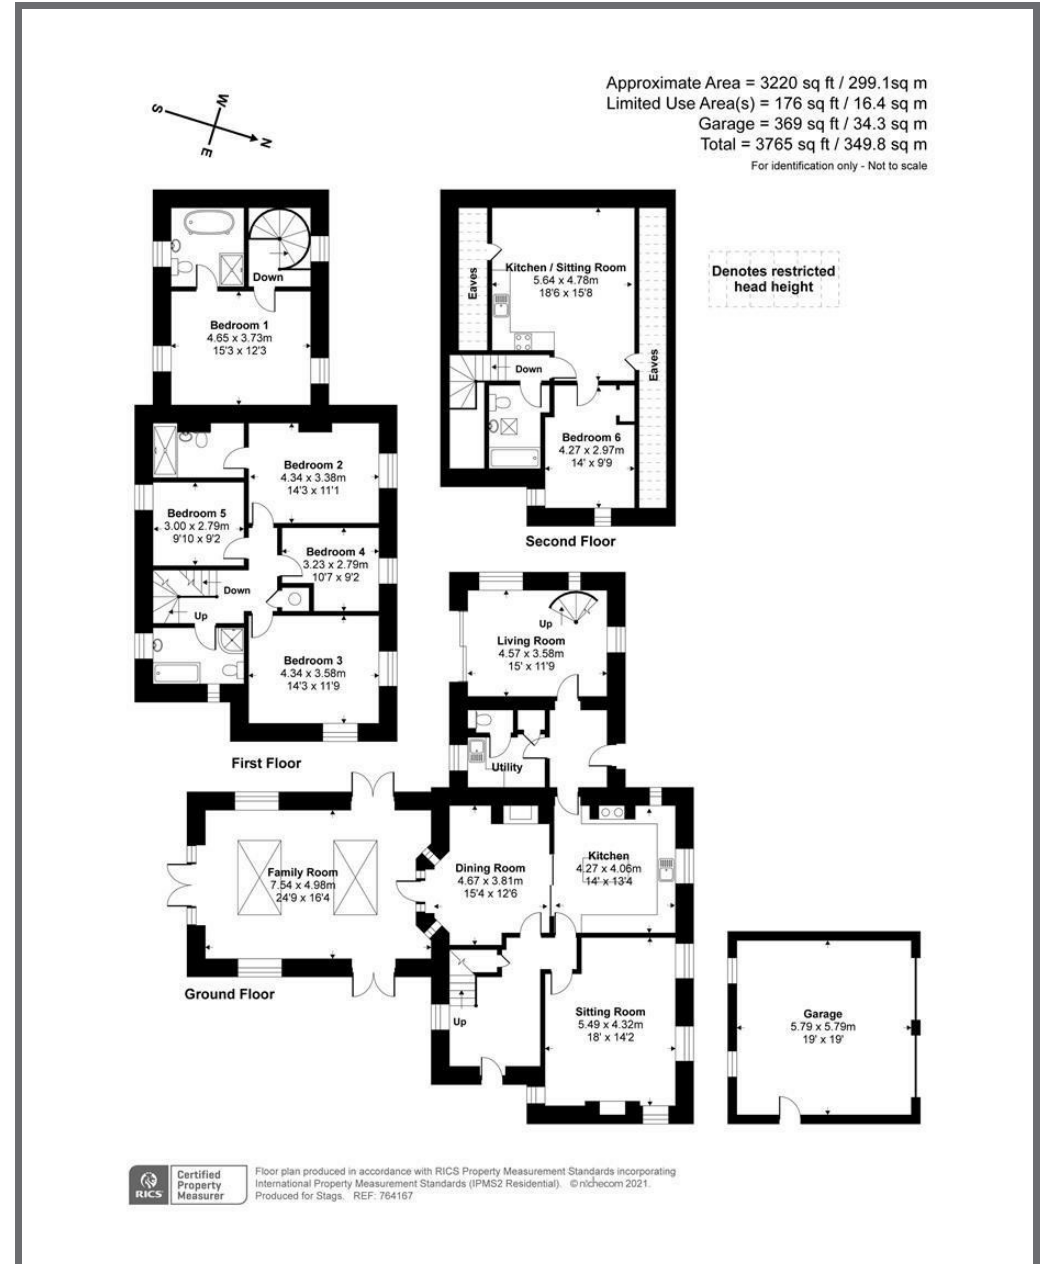 Approximate Area = 3220 sq ft / 299.1sq m
Limited Use Area(s) = 176 sq ft / 16.4sq m
Garage = 369 sq ft / 34.3 sq m
Total = 3765 sq ft / 349.8 sq m
For identification only - Not to scale
W
S
N
E
Down
Bedroom 1
4.65 x 3.73m
15'3 x 12'3
Bedroom 2
4.34 x 3.38m
14'3 x 11'1
Bedroom 5
3.00 x 2.79m
9'10 x 9'2
Bedroom 4
3.23 x 2.79m
10'7 x 9'2
Down
Up
Bedroom 3
4.34 x 3.58m
14'3 x 11'9
First Floor
Eaves
Kitchen / Sitting Room
5.64 x 4.78m
18'6 x 15'8
Eaves
Down
Bedroom 6
4.27 x 2.97m
14' x 9'9
Second Floor
Denotes restricted
head height
Up
Living Room
4.57 x 3.58m
15' x 11'9
Utility
Family Room
7.54 x 4.98m
24'9 x 16'4
Dining Room
4.67 x 3.81m
15'4 x 12'6
Kitchen
4.27 x 4.06m
14' x 13'4
Ground Floor
Up
Sitting Room
5.49 x 4.32m
18' x 14'2
Garage
5.79 x 5.79m
19' x 19'
RICS
Certified
Property
Measurer
Floor plan produced in accordance with RICS Property Measurement Standards incorporating
International Property Measurement Standards (IPMS2 Residential). © nichecom 2021.
Produced for Stags. REF: 764167